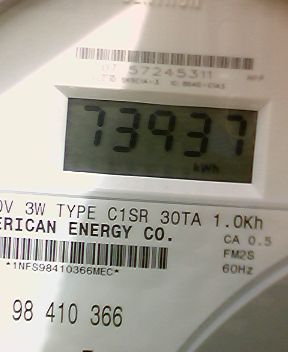 07 57245311
73937
kWh
0V 3W TYPE C1SR 30TA 1.0Kh
ERICAN ENERGY CO.
CA 0.5
FM2S
60Hz
*1NFS98410366MEC*
98 410 366